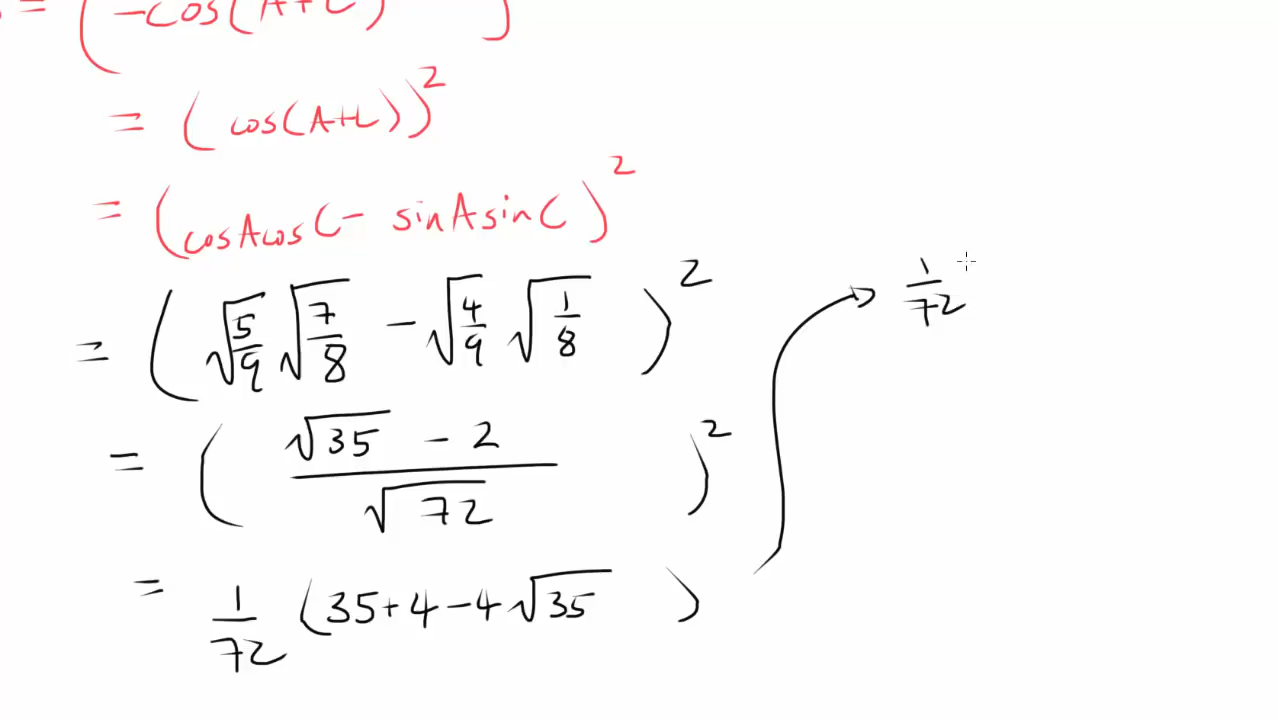 = (-cos(A+C)
= (cos(A+C))²
= (cosAcosC - sinAsinC)²
= (√(5/9) √(7/8) - √(4/9) √(1/8))²
= ((√35 - 2)/√72)²
= 1/72 (35+4-4√35)
→ 1/72